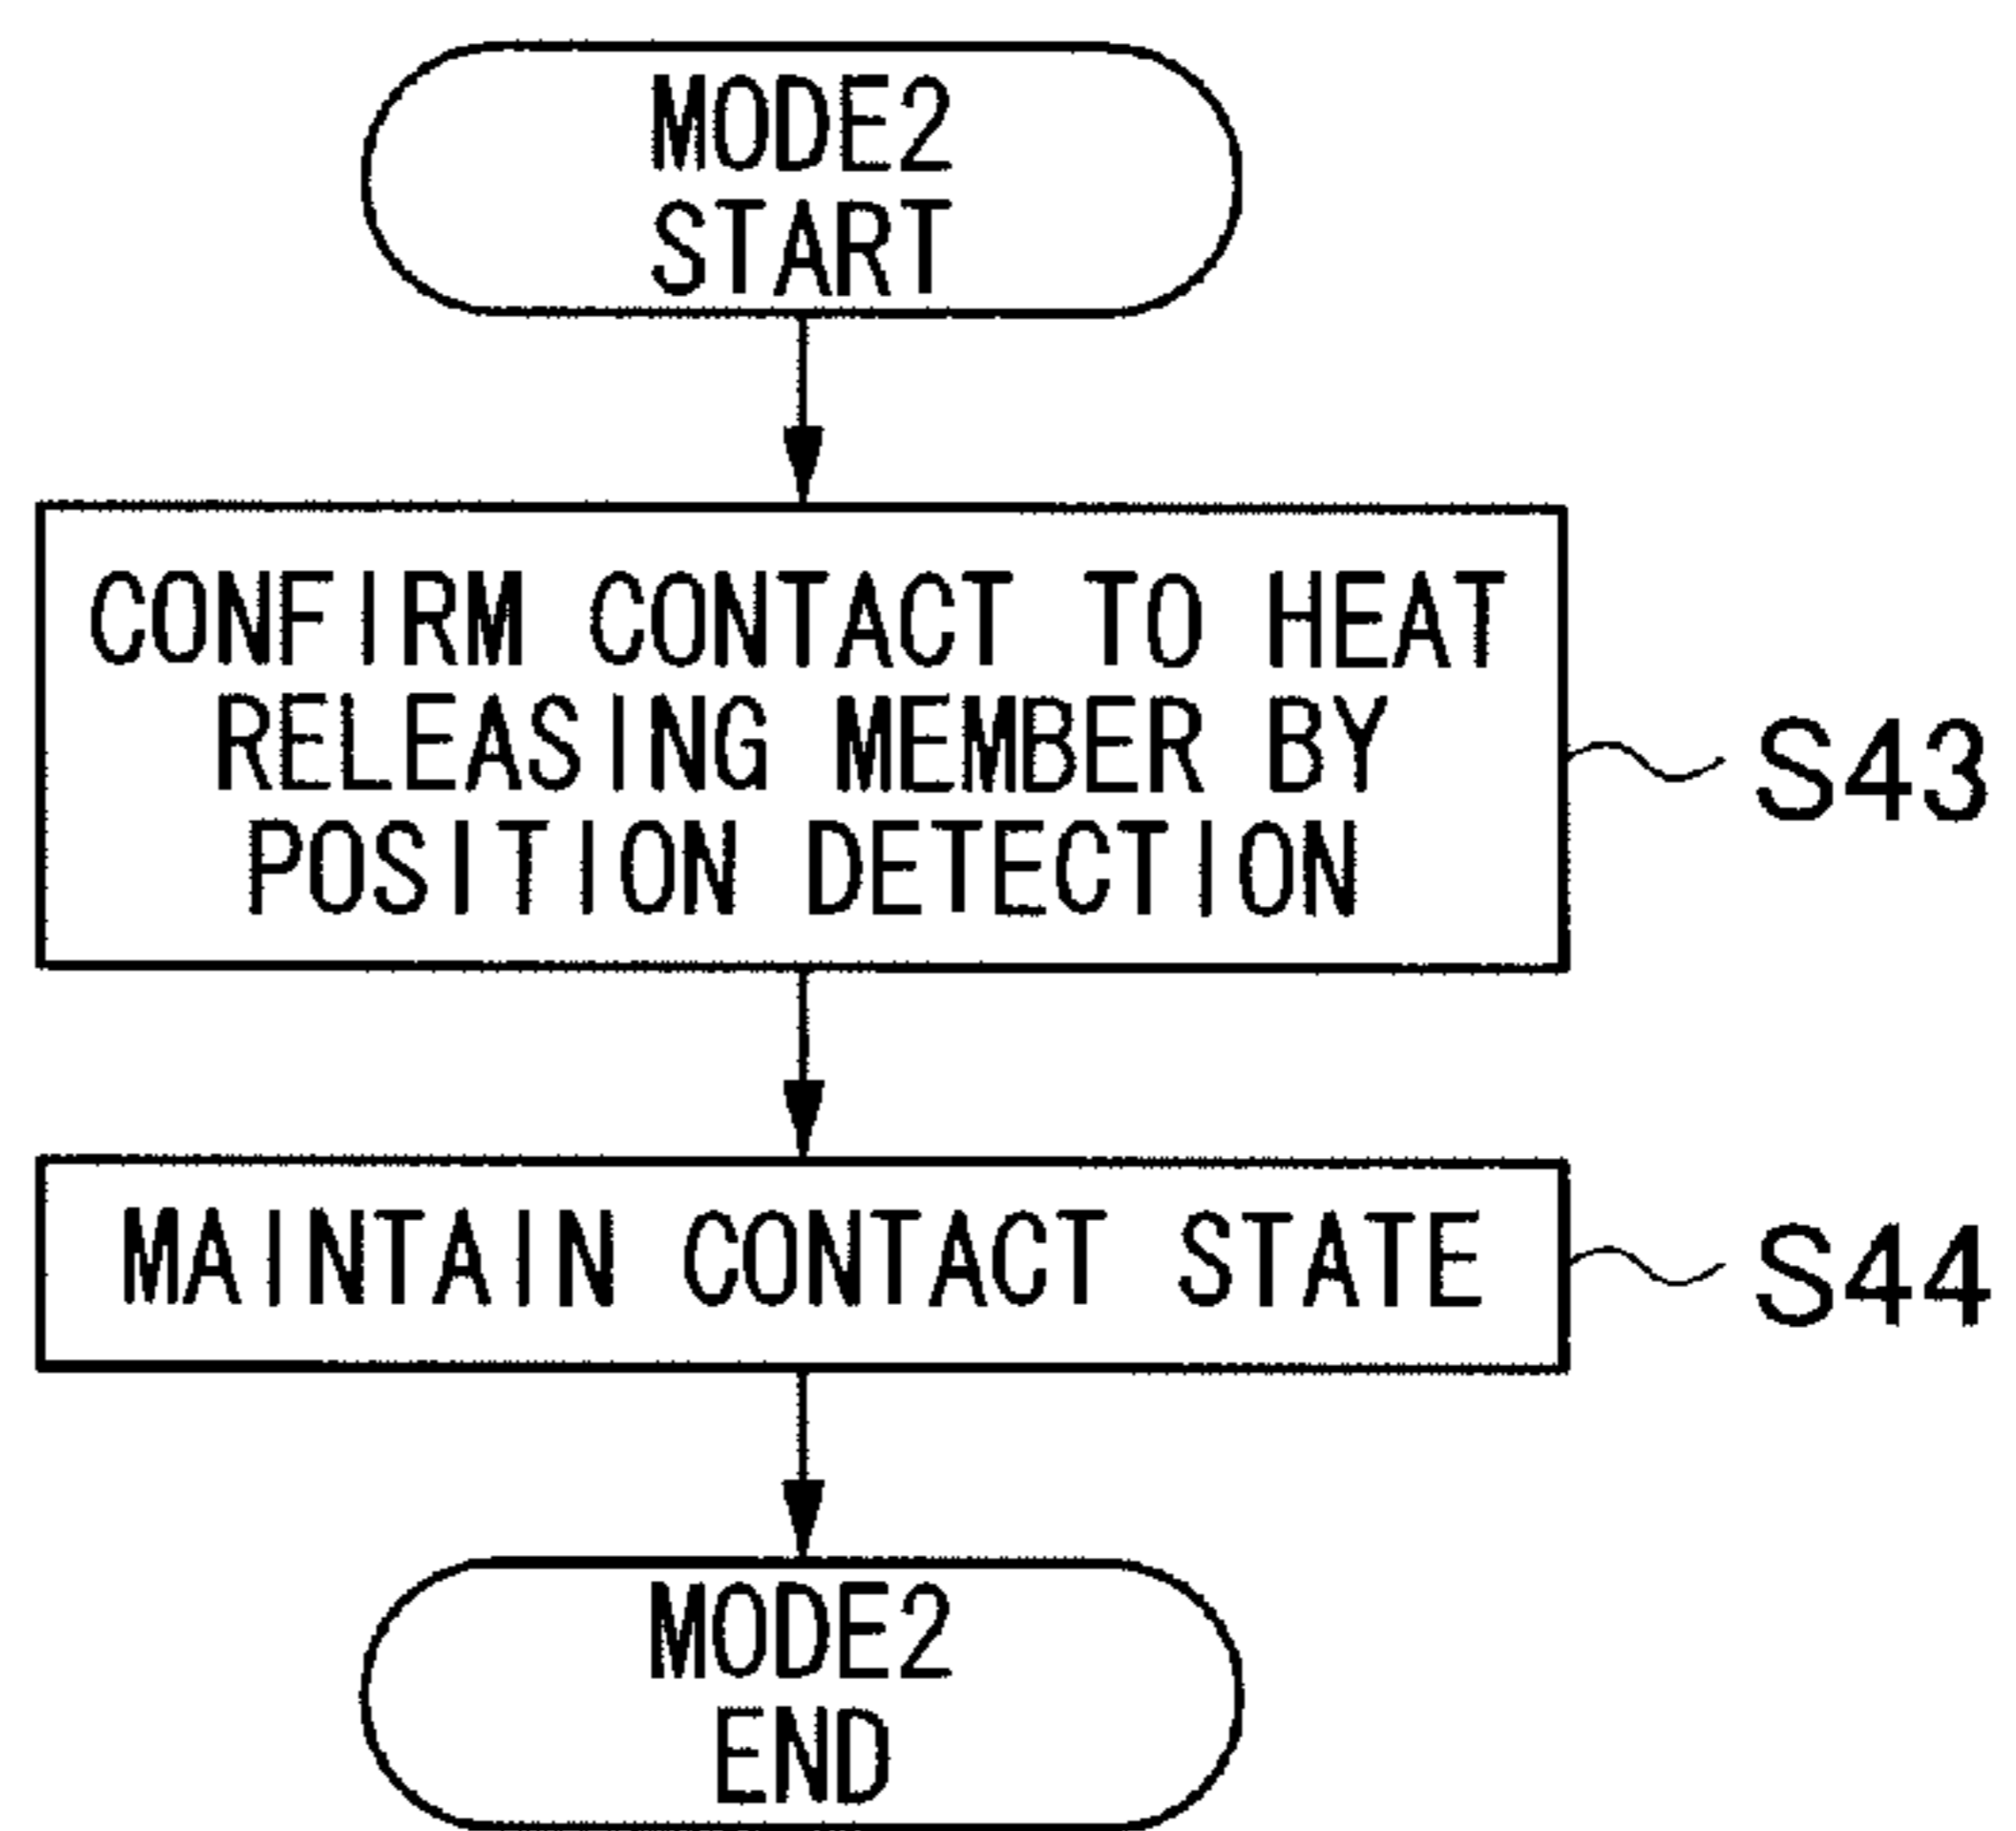 MODE2
START
CONFIRM CONTACT TO HEAT
RELEASING MEMBER BY
POSITION DETECTION
S43
MAINTAIN CONTACT STATE
S44
MODE2
END